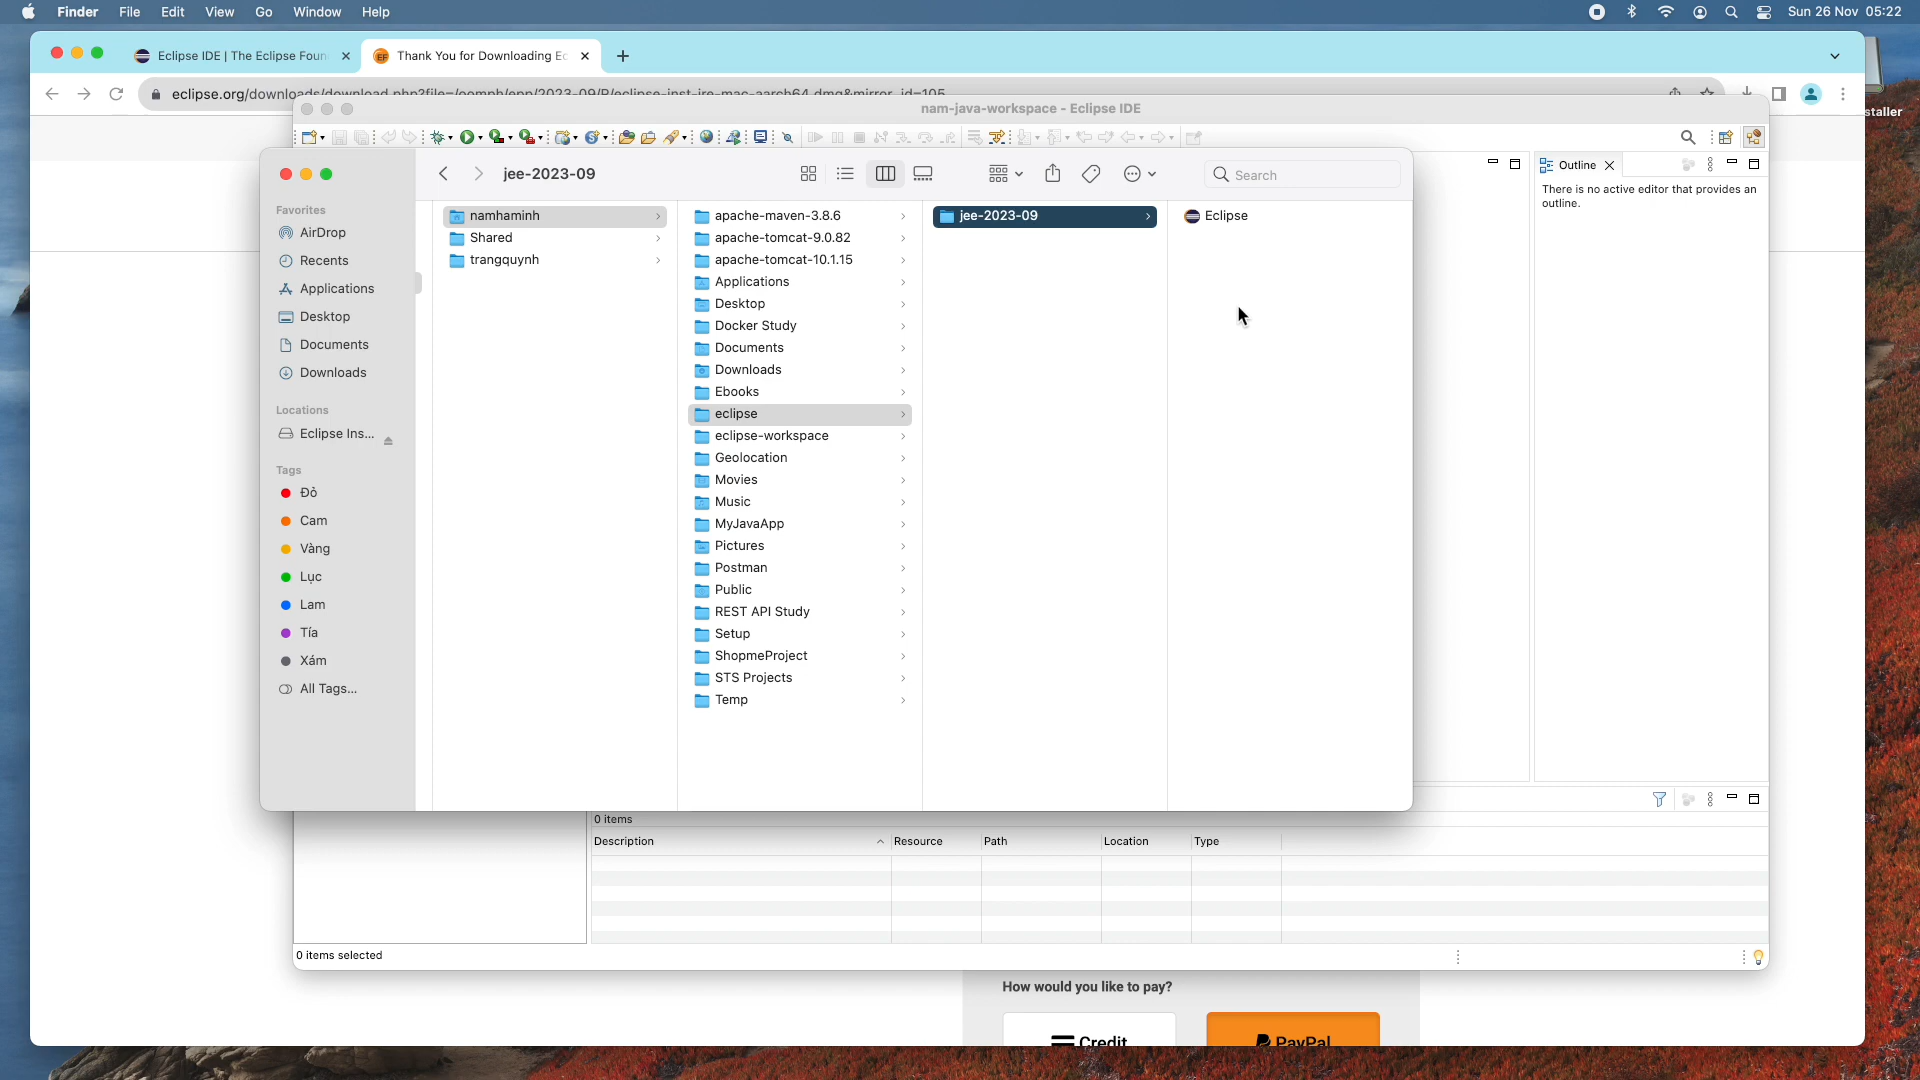 Finder File Edit View Go Window Help
Sun 26 Nov 05:22
Eclipse IDE | The Eclipse Foun
Thank You for Downloading Ec
eclipse.org/downloads/download.php?file=/oomph/epp/2023-09/R/eclipse-inst-jre-mac-aarch64.dmg&mirror_id=105
staller
nam-java-workspace - Eclipse IDE
jee-2023-09
Search
Outline
There is no active editor that provides an
outline.
Favorites
AirDrop
Recents
Applications
Desktop
Documents
Downloads
Locations
Eclipse Ins...
Tags
Đỏ
Cam
Vàng
Lục
Lam
Tía
Xám
All Tags...
namhaminh
Shared
trangquynh
apache-maven-3.8.6
apache-tomcat-9.0.82
apache-tomcat-10.1.15
Applications
Desktop
Docker Study
Documents
Downloads
Ebooks
eclipse
eclipse-workspace
Geolocation
Movies
Music
MyJavaApp
Pictures
Postman
Public
REST API Study
Setup
ShopmeProject
STS Projects
Temp
jee-2023-09
Eclipse
0 items
Description Resource Path Location Type
0 items selected
How would you like to pay?
Credit
PayPal